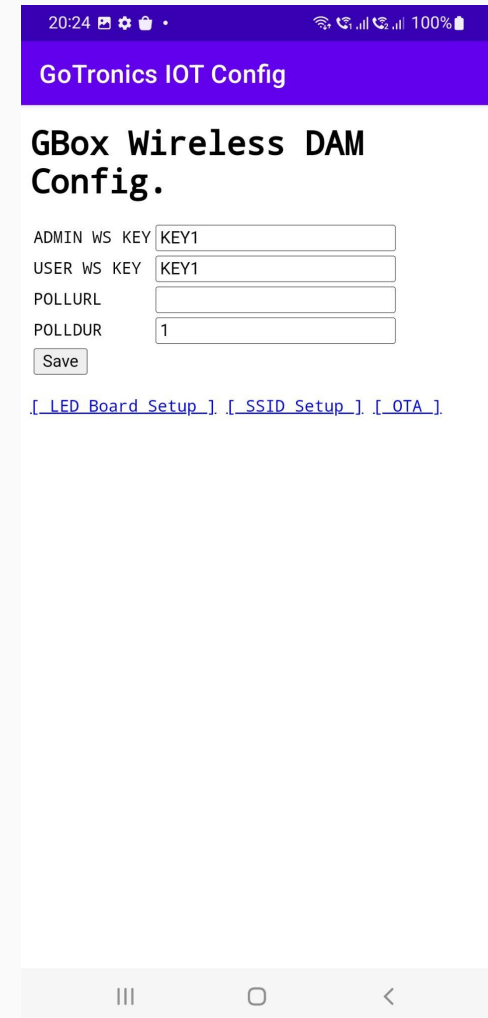 20:24 100%
GoTronics IOT Config
GBox Wireless DAM
Config.
ADMIN WS KEY KEY1
USER WS KEY KEY1
POLLURL
POLLDUR 1
Save
[ LED Board Setup ] [ SSID Setup ] [ OTA ]